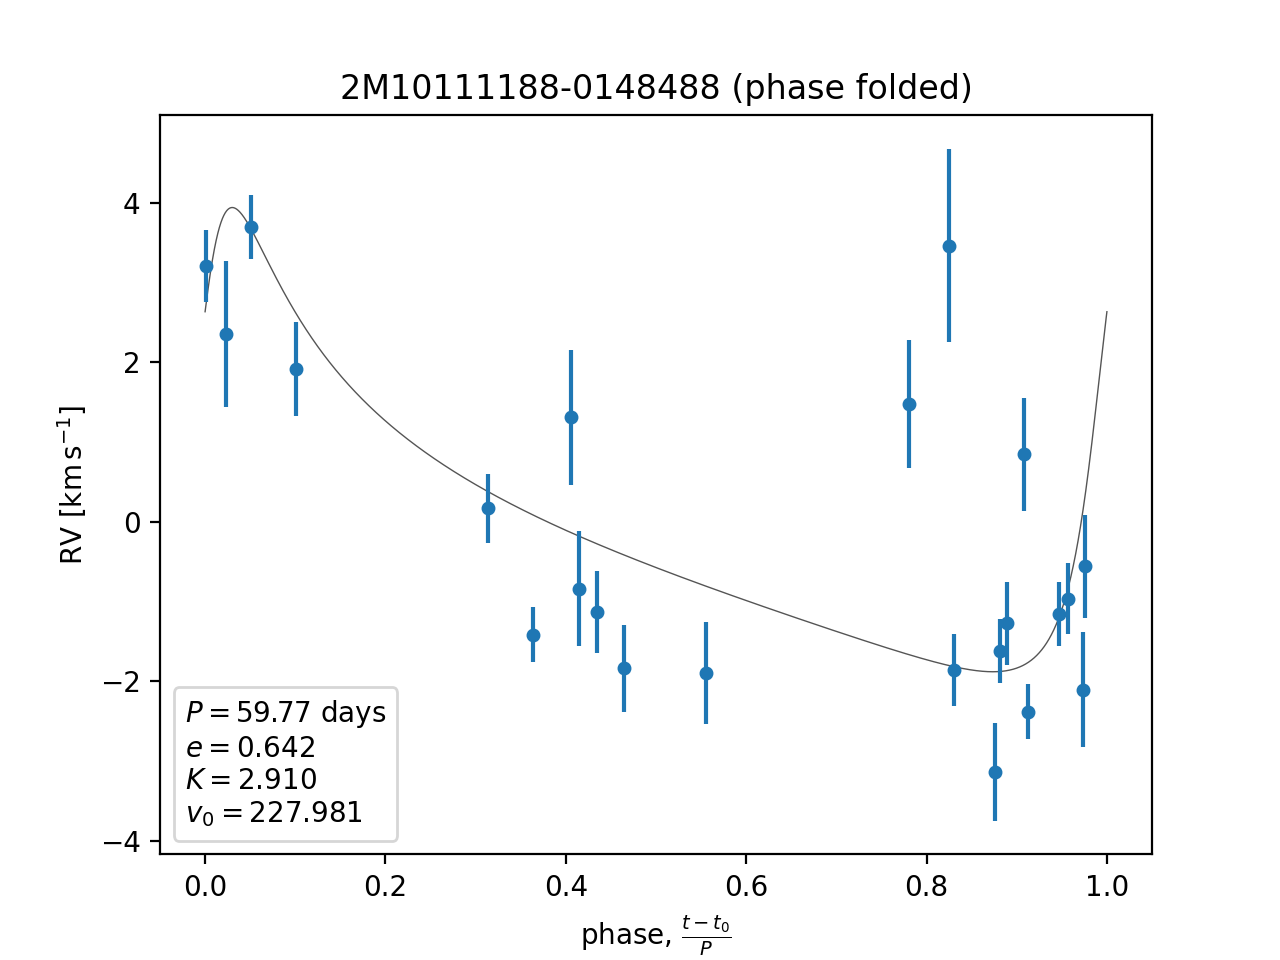 2M10111188-0148488 (phase folded)
RV [km s⁻¹]
4
2
0
−2
−4
P = 59.77 days
e = 0.642
K = 2.910
v₀ = 227.981
0.0 0.2 0.4 0.6 0.8 1.0
phase, (t − t₀)/P